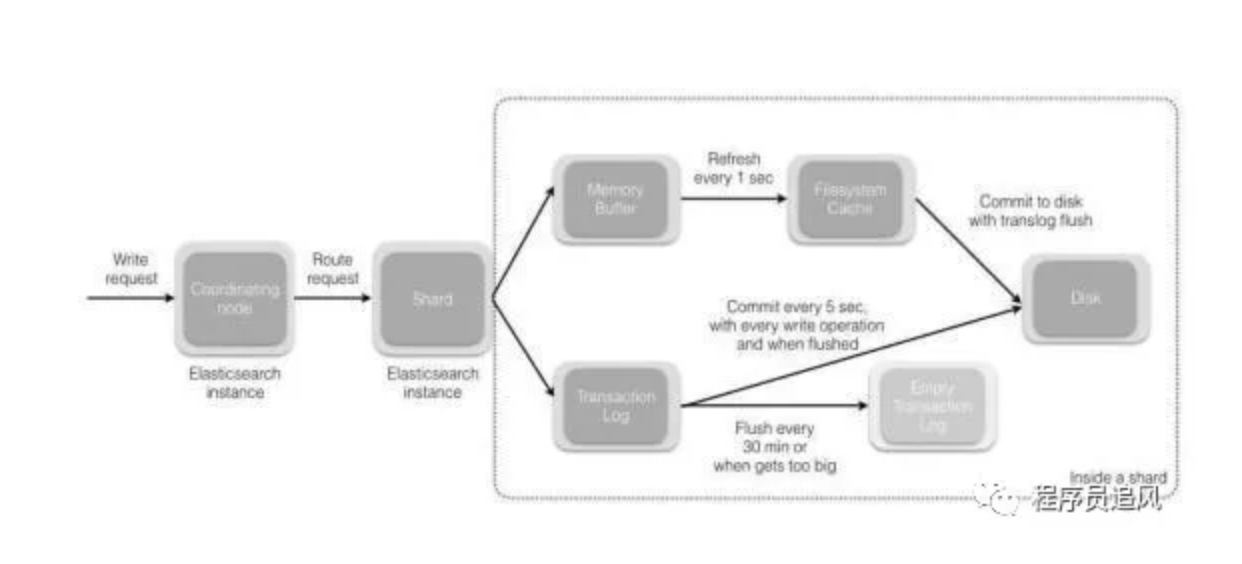 Write
request
Coordinating
node
Elasticsearch
instance
Route
request
Shard
Elasticsearch
instance
Memory
Buffer
Refresh
every 1 sec
Filesystem
Cache
Commit to disk
with translog flush
Disk
Commit every 5 sec,
with every write operation
and when flushed
Transaction
Log
Flush every
30 min or
when gets too big
Empty
Transaction
Log
Inside a shard
程序员追风